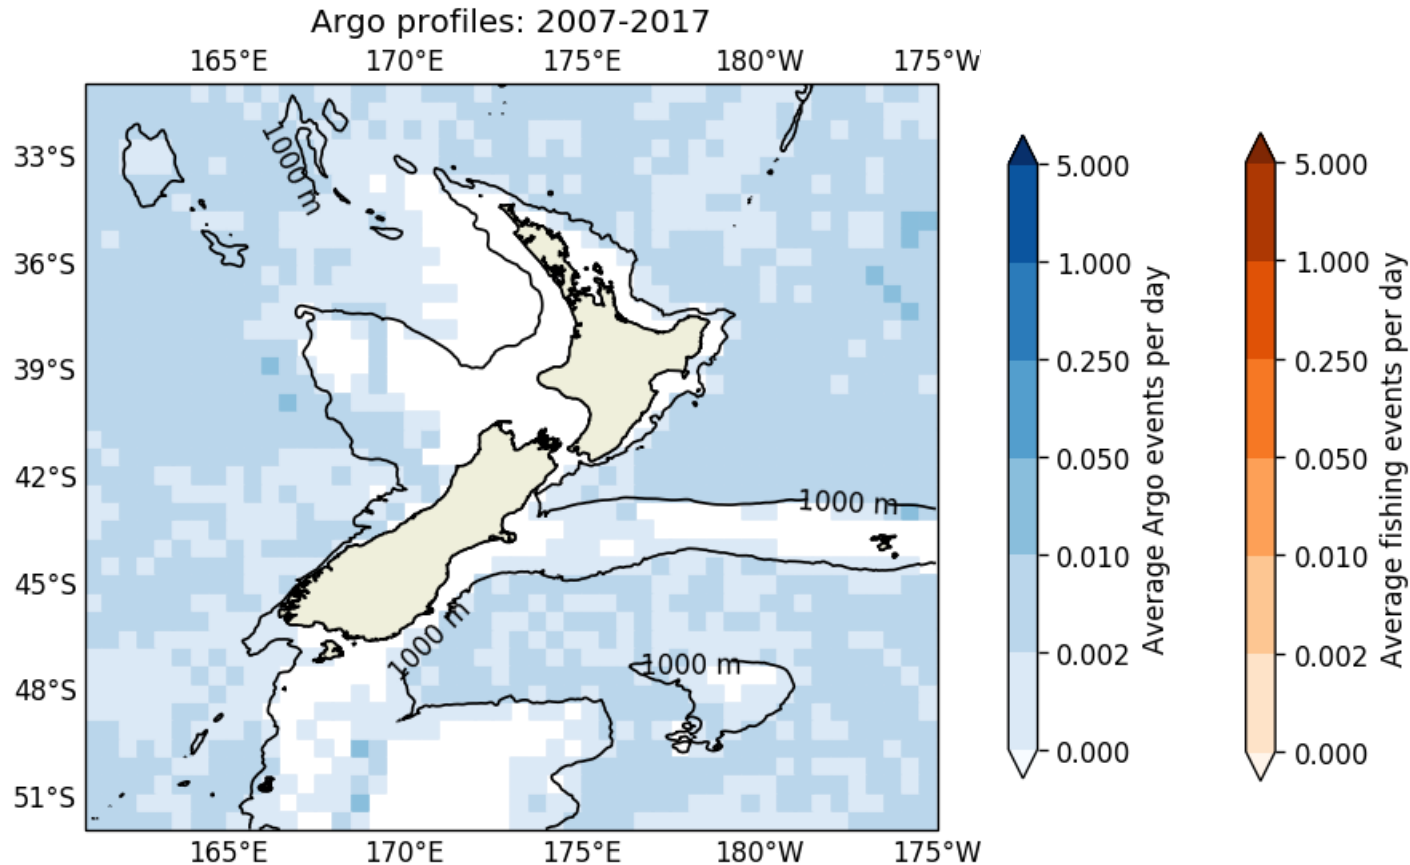 Argo profiles: 2007-2017
165°E 170°E 175°E 180°W 175°W
33°S
36°S
39°S
42°S
45°S
48°S
51°S
1000 m
1000 m
1000 m
1000 m
165°E 170°E 175°E 180°W 175°W
5.000
1.000
0.250
0.050
0.010
0.002
0.000
Average Argo events per day
5.000
1.000
0.250
0.050
0.010
0.002
0.000
Average fishing events per day